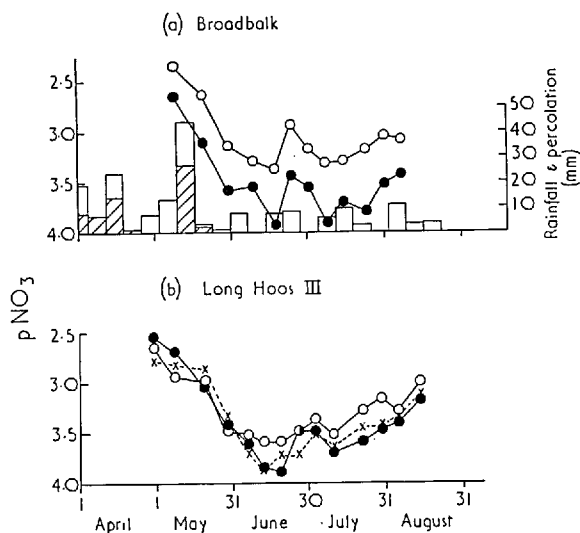 (a) Broadbalk
2.5
3.0
3.5
4.0
50
40
30
20
10
Rainfall & percolation
(mm)
pNO3
(b) Long Hoos III
2.5
3.0
3.5
4.0
1 1 31 30 31 31
April May June July August